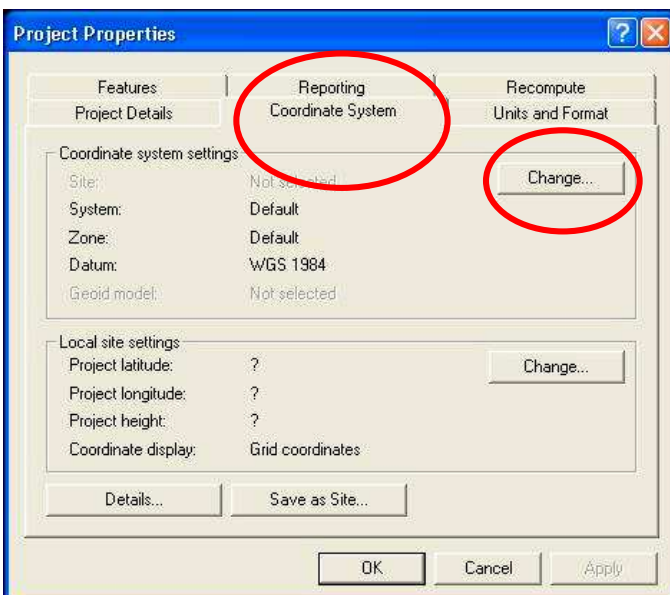 Project Properties
Features Reporting Recompute
Project Details Coordinate System Units and Format
Coordinate system settings
Site: Not selected Change...
System: Default
Zone: Default
Datum: WGS 1984
Geoid model: Not selected
Local site settings
Project latitude: ? Change...
Project longitude: ?
Project height: ?
Coordinate display: Grid coordinates
Details... Save as Site...
OK Cancel Apply